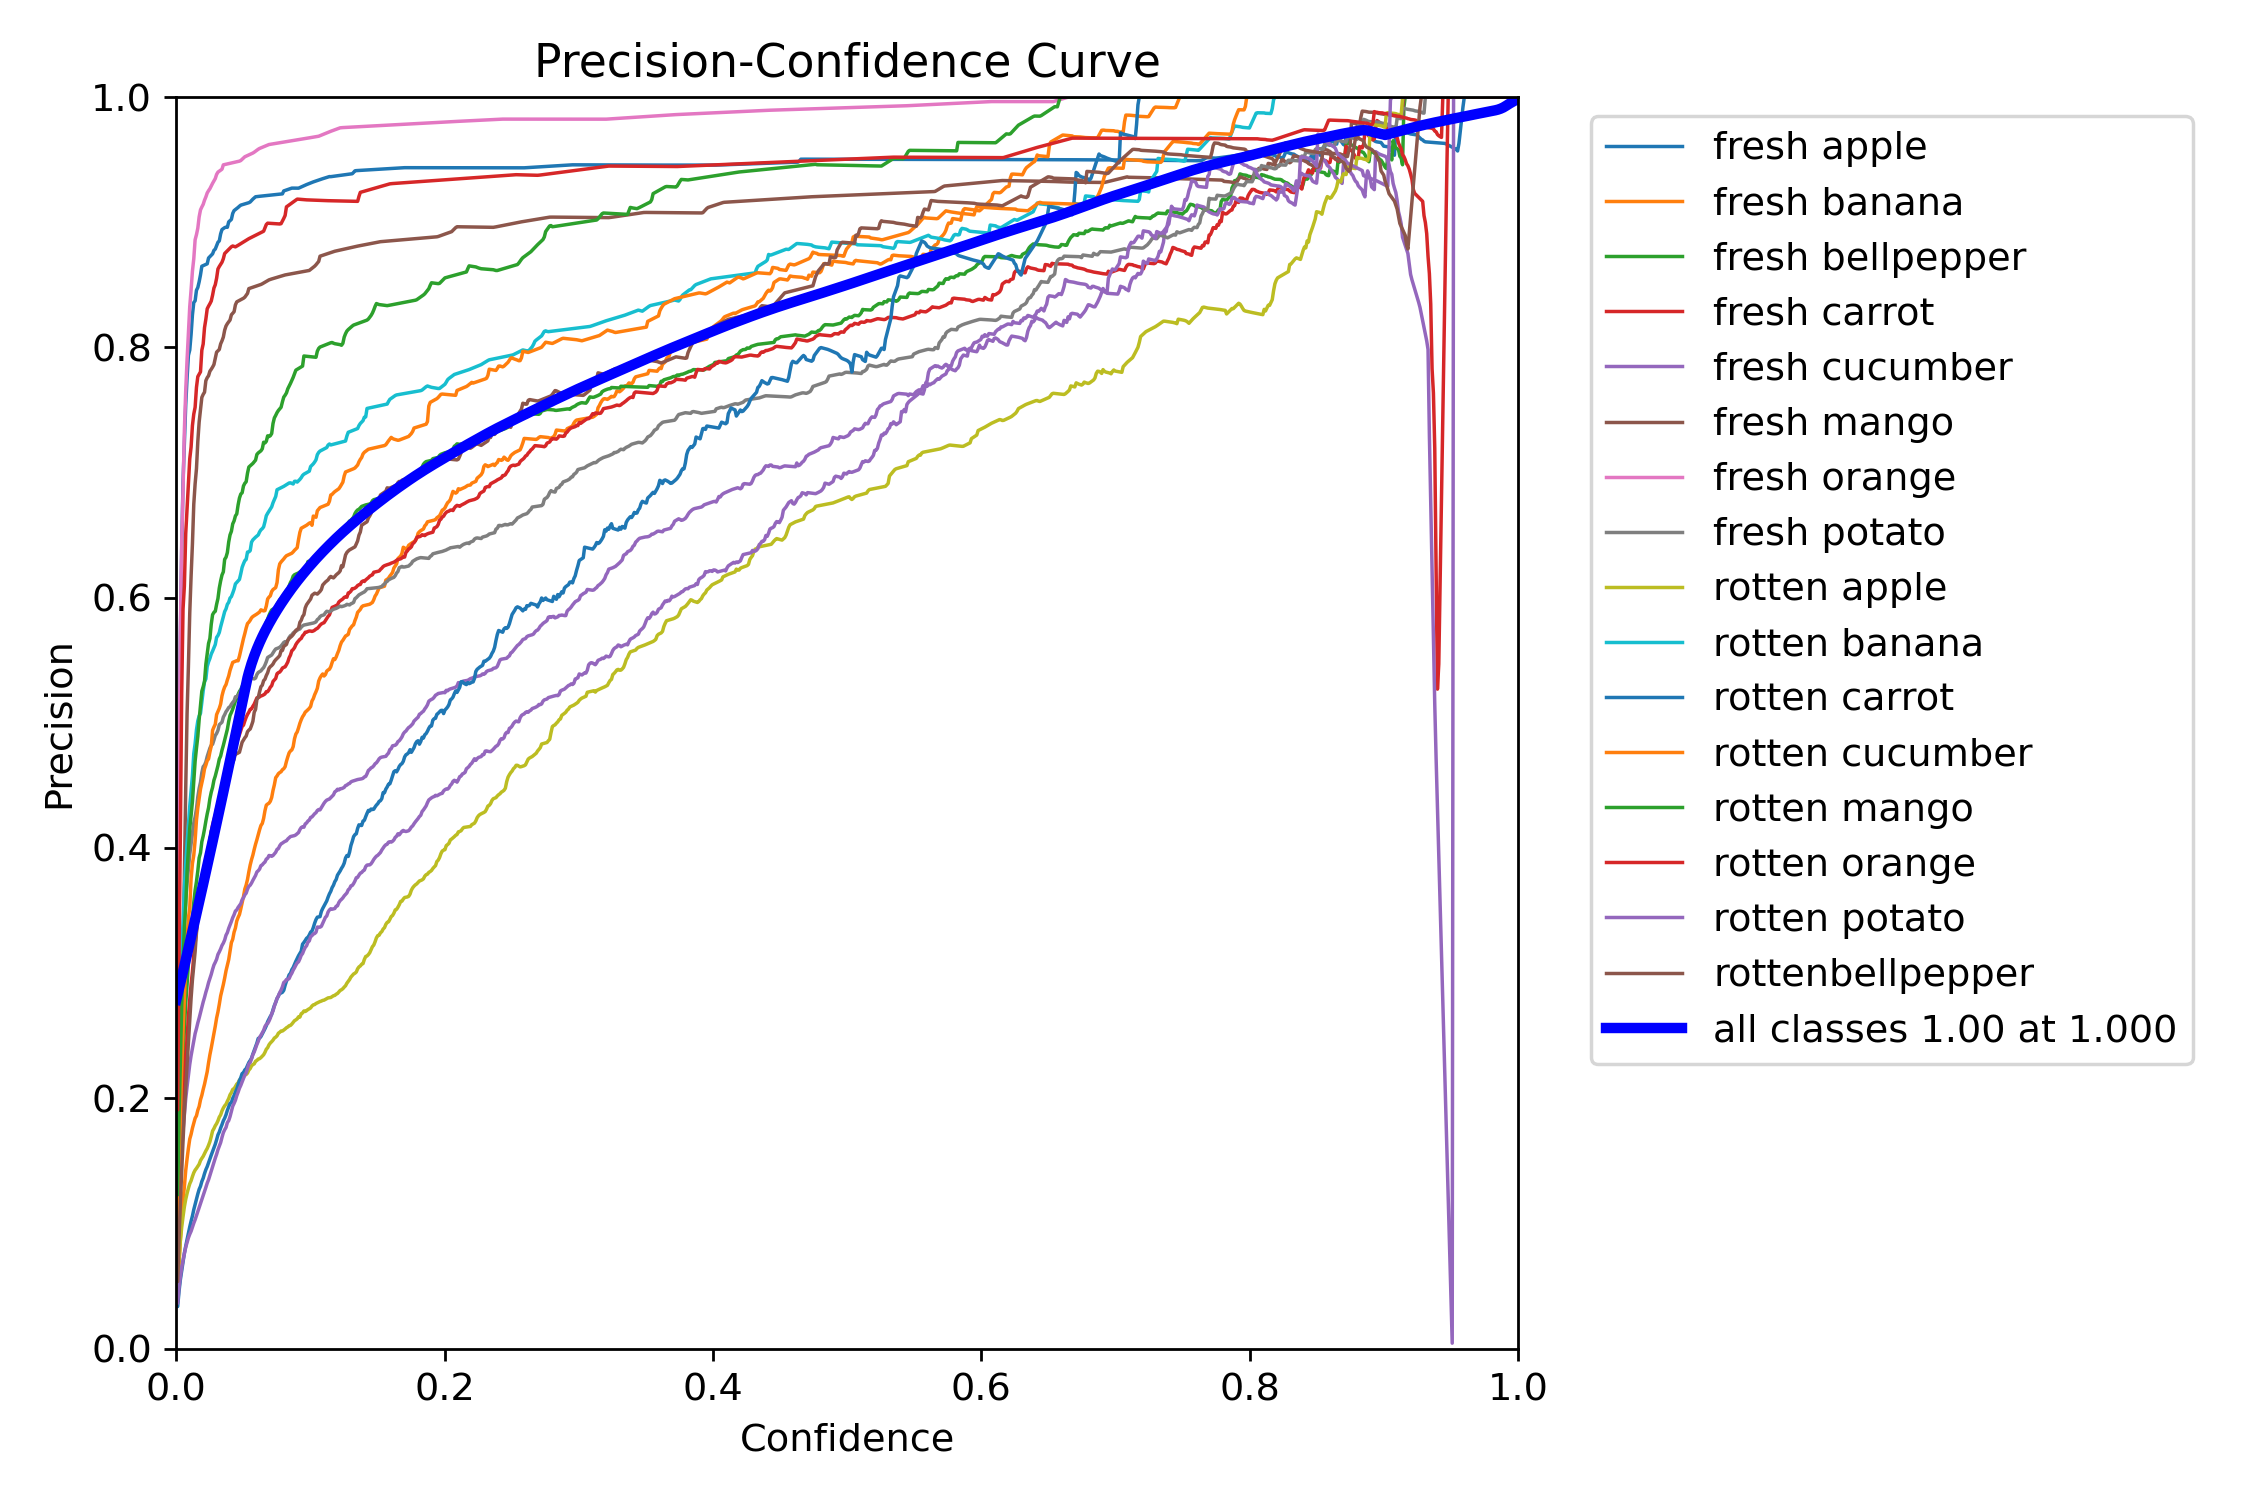 Precision-Confidence Curve
1.0
0.8
0.6
0.4
0.2
0.0
Precision
0.0 0.2 0.4 0.6 0.8 1.0
Confidence
fresh apple
fresh banana
fresh bellpepper
fresh carrot
fresh cucumber
fresh mango
fresh orange
fresh potato
rotten apple
rotten banana
rotten carrot
rotten cucumber
rotten mango
rotten orange
rotten potato
rottenbellpepper
all classes 1.00 at 1.000